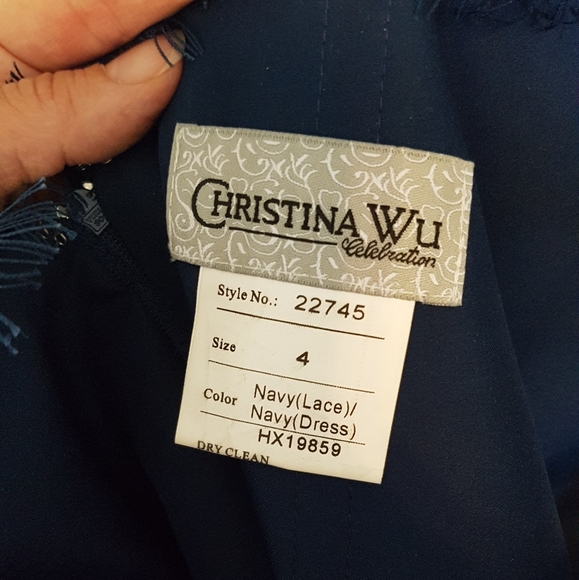 CHRISTINA WU
Celebration
Style No.: 22745
Size 4
Color Navy(Lace)/
Navy(Dress)
HX19859
DRY CLEAN